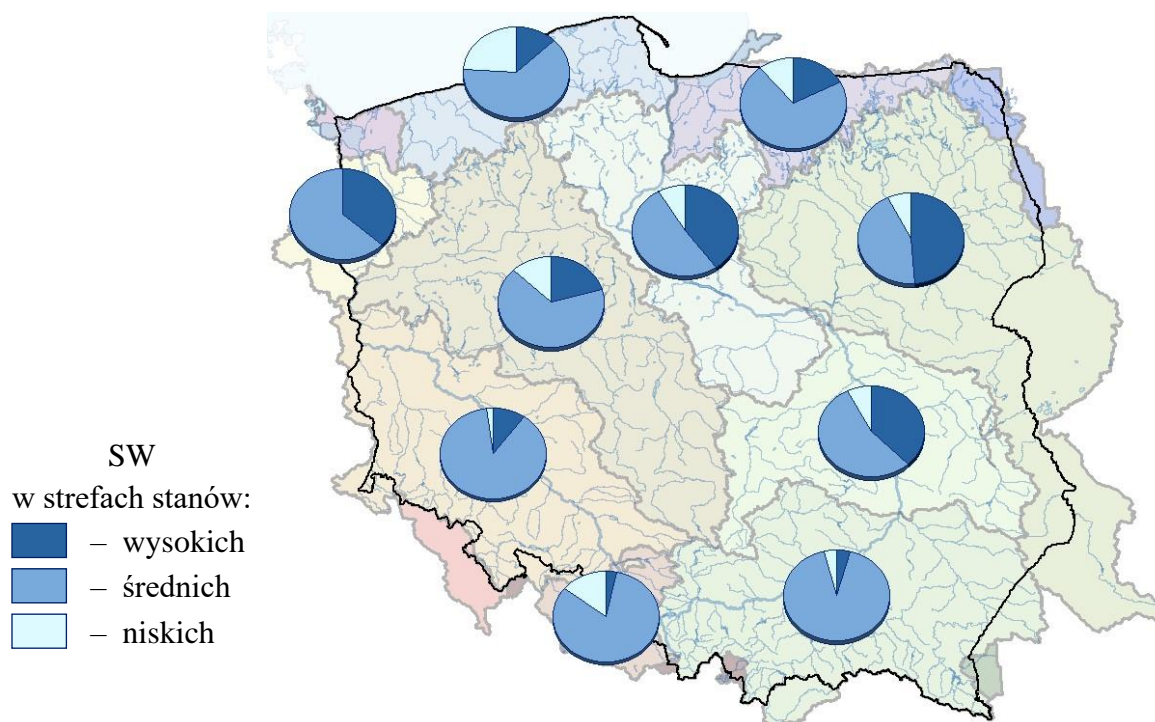 SW
w strefach stanów:
– wysokich
– średnich
– niskich